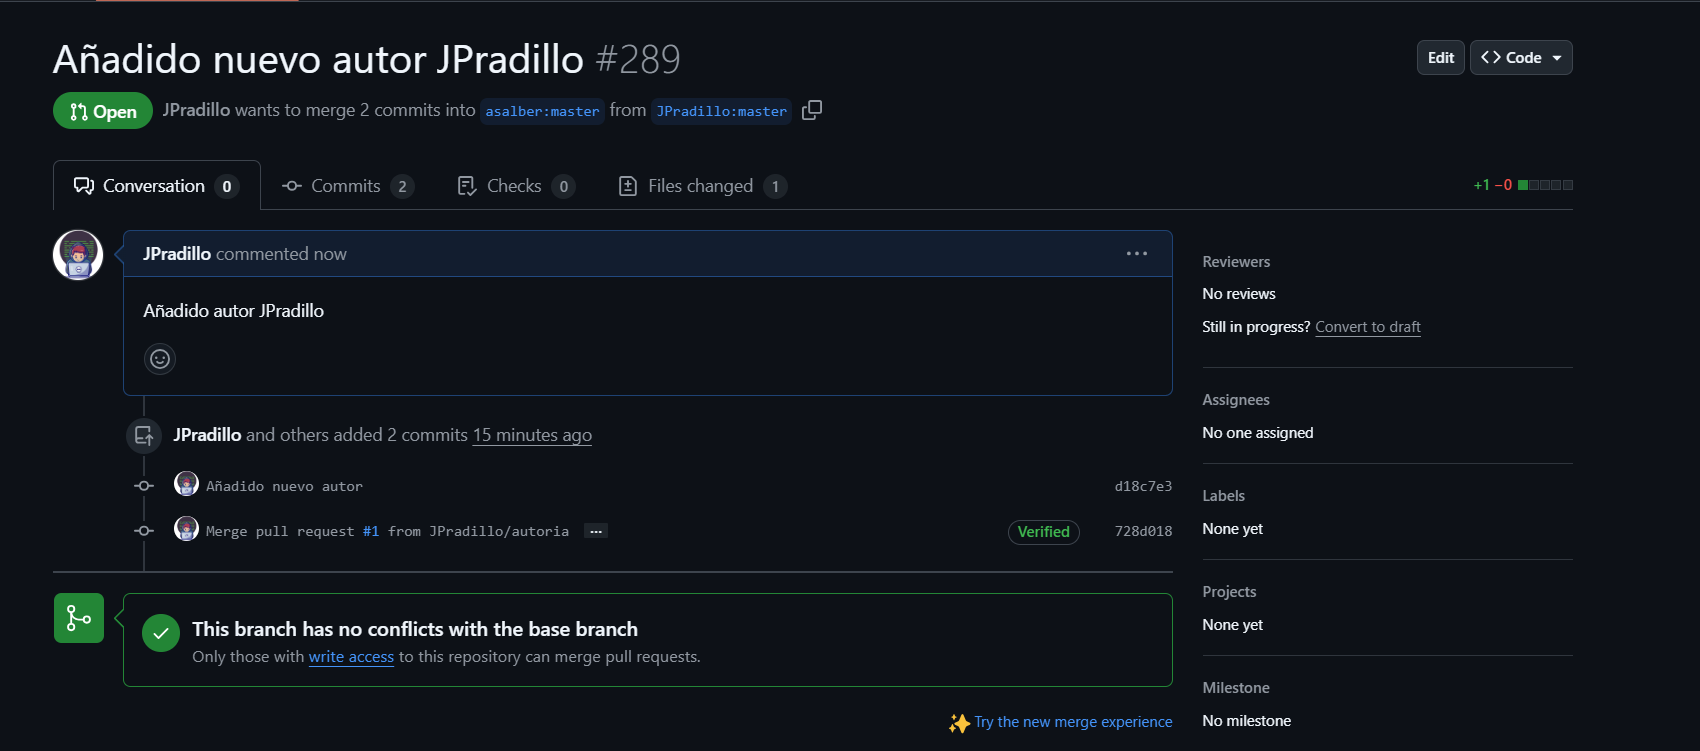 Añadido nuevo autor JPradillo #289
Edit
Code
Open
JPradillo wants to merge 2 commits into asalber:master from JPradillo:master
Conversation 0
Commits 2
Checks 0
Files changed 1
+1 −0
JPradillo commented now
Añadido autor JPradillo
JPradillo and others added 2 commits 15 minutes ago
Añadido nuevo autor d18c7e3
Merge pull request #1 from JPradillo/autoria ... Verified 728d018
This branch has no conflicts with the base branch
Only those with write access to this repository can merge pull requests.
Try the new merge experience
Reviewers
No reviews
Still in progress? Convert to draft
Assignees
No one assigned
Labels
None yet
Projects
None yet
Milestone
No milestone